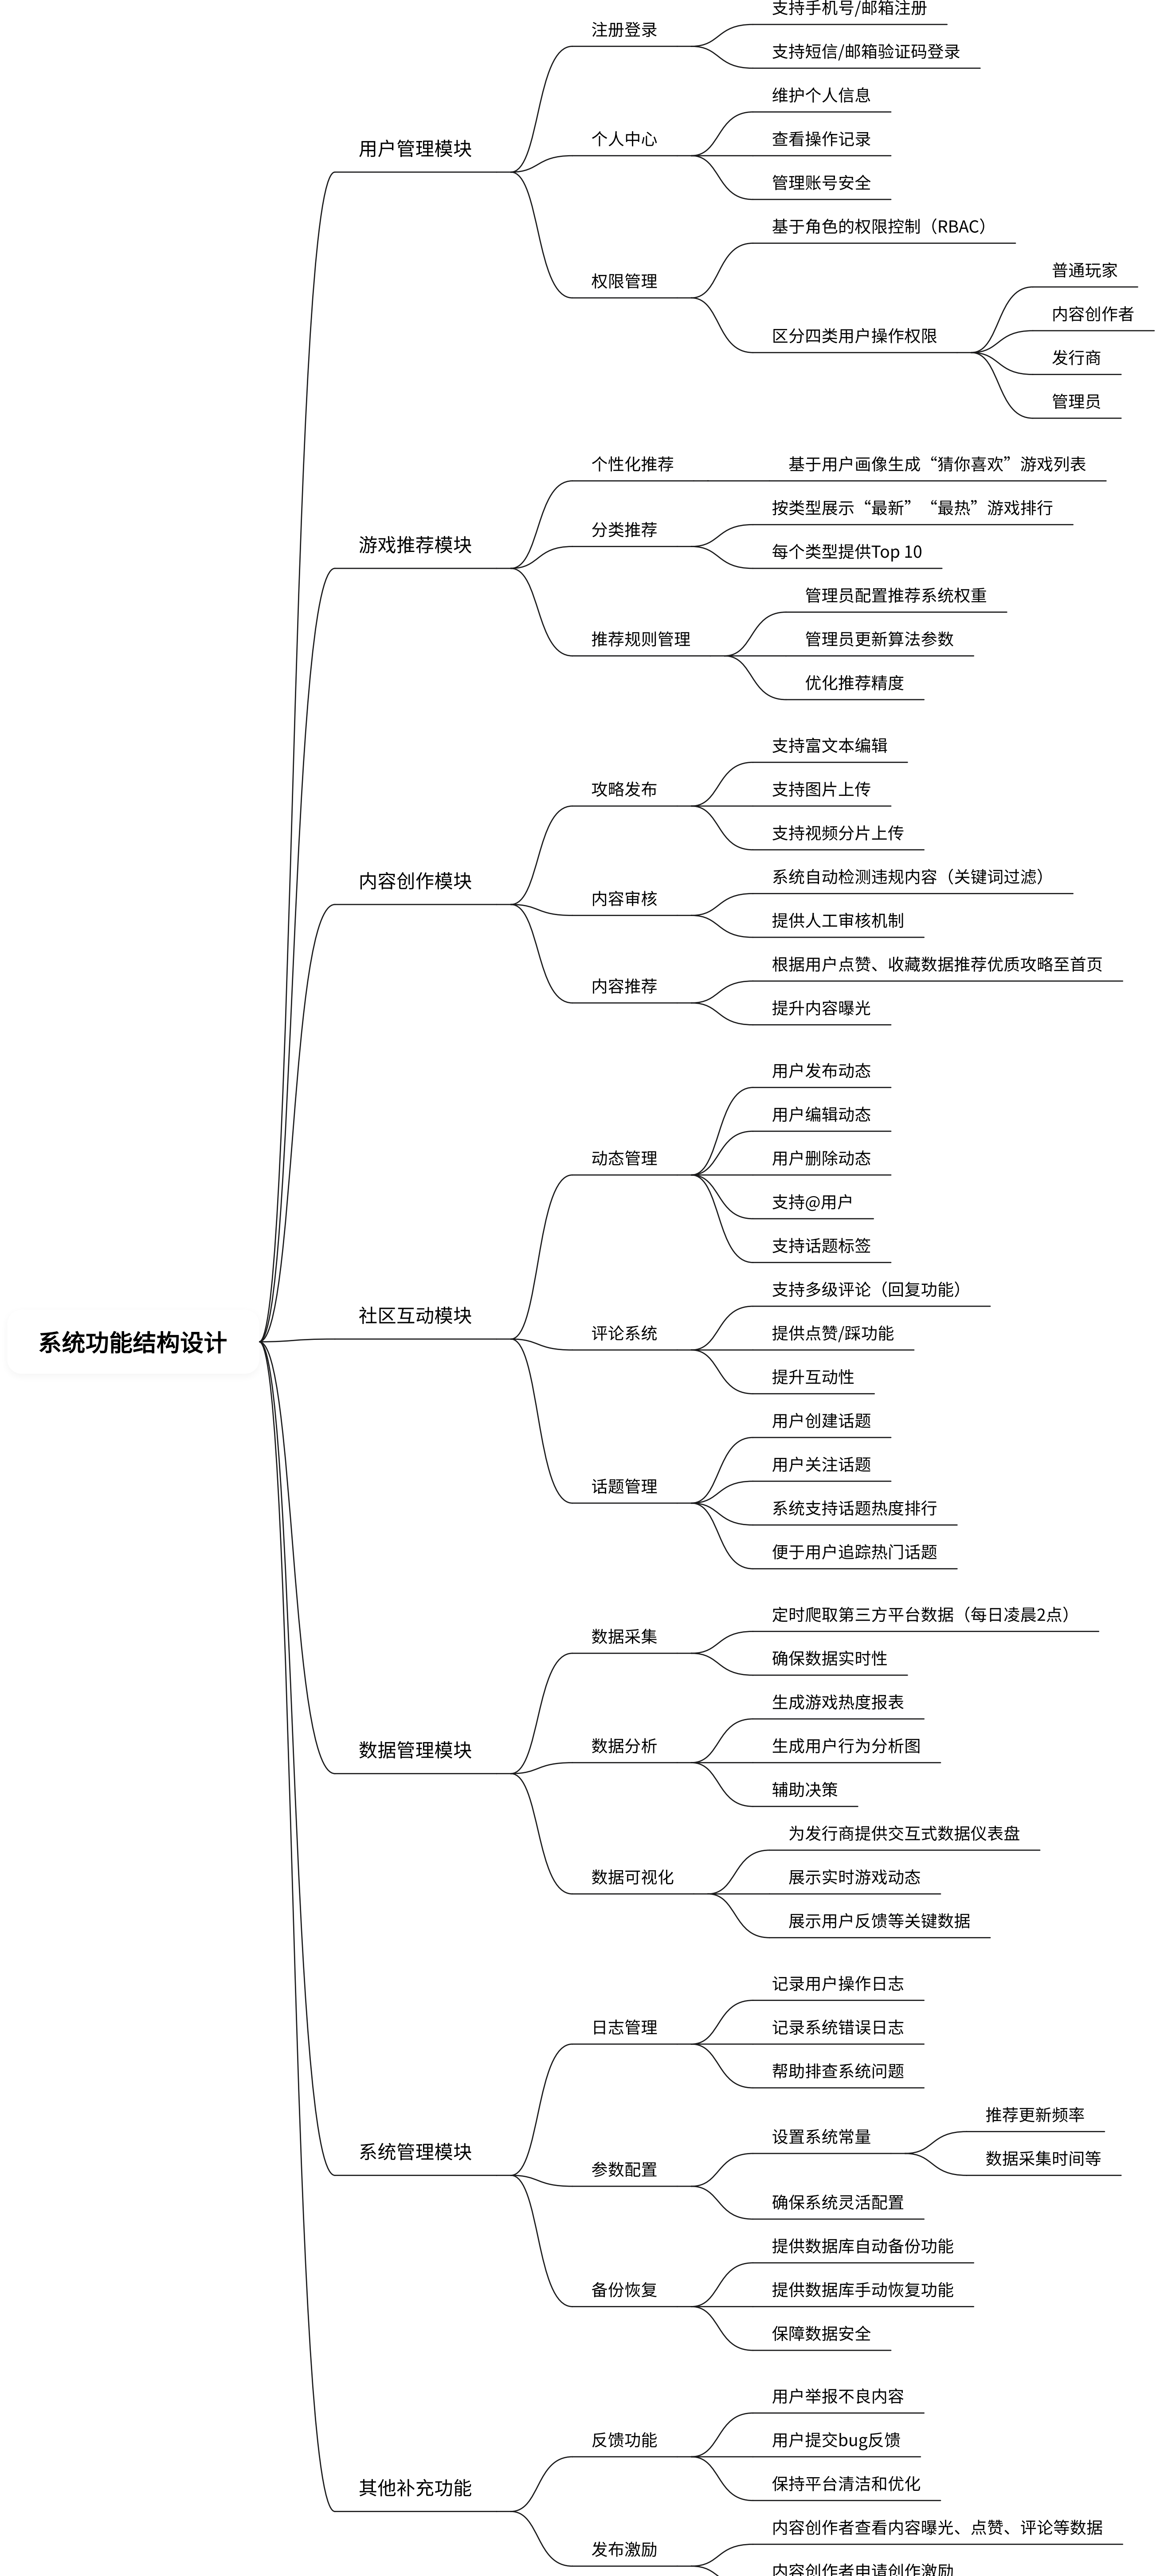 系统功能结构设计
用户管理模块
注册登录
支持手机号/邮箱注册
支持短信/邮箱验证码登录
个人中心
维护个人信息
查看操作记录
管理账号安全
权限管理
基于角色的权限控制（RBAC）
区分四类用户操作权限
普通玩家
内容创作者
发行商
管理员
游戏推荐模块
个性化推荐
基于用户画像生成“猜你喜欢”游戏列表
分类推荐
按类型展示“最新”“最热”游戏排行
每个类型提供Top 10
推荐规则管理
管理员配置推荐系统权重
管理员更新算法参数
优化推荐精度
内容创作模块
攻略发布
支持富文本编辑
支持图片上传
支持视频分片上传
内容审核
系统自动检测违规内容（关键词过滤）
提供人工审核机制
内容推荐
根据用户点赞、收藏数据推荐优质攻略至首页
提升内容曝光
社区互动模块
动态管理
用户发布动态
用户编辑动态
用户删除动态
支持@用户
支持话题标签
评论系统
支持多级评论（回复功能）
提供点赞/踩功能
提升互动性
话题管理
用户创建话题
用户关注话题
系统支持话题热度排行
便于用户追踪热门话题
数据管理模块
数据采集
定时爬取第三方平台数据（每日凌晨2点）
确保数据实时性
数据分析
生成游戏热度报表
生成用户行为分析图
辅助决策
数据可视化
为发行商提供交互式数据仪表盘
展示实时游戏动态
展示用户反馈等关键数据
系统管理模块
日志管理
记录用户操作日志
记录系统错误日志
帮助排查系统问题
参数配置
设置系统常量
推荐更新频率
数据采集时间等
确保系统灵活配置
备份恢复
提供数据库自动备份功能
提供数据库手动恢复功能
保障数据安全
其他补充功能
反馈功能
用户举报不良内容
用户提交bug反馈
保持平台清洁和优化
发布激励
内容创作者查看内容曝光、点赞、评论等数据
内容创作者申请创作激励